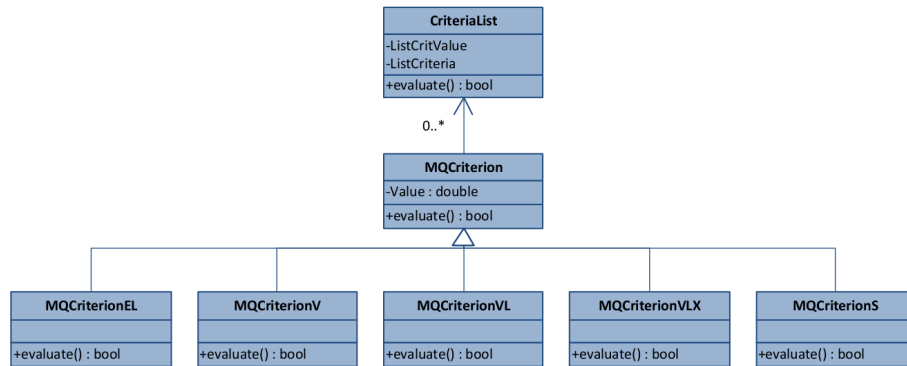 CriteriaList
-ListCritValue
-ListCriteria
+evaluate() : bool
0..*
MQCriterion
-Value : double
+evaluate() : bool
MQCriterionEL
+evaluate() : bool
MQCriterionV
+evaluate() : bool
MQCriterionVL
+evaluate() : bool
MQCriterionVLX
+evaluate() : bool
MQCriterionS
+evaluate() : bool